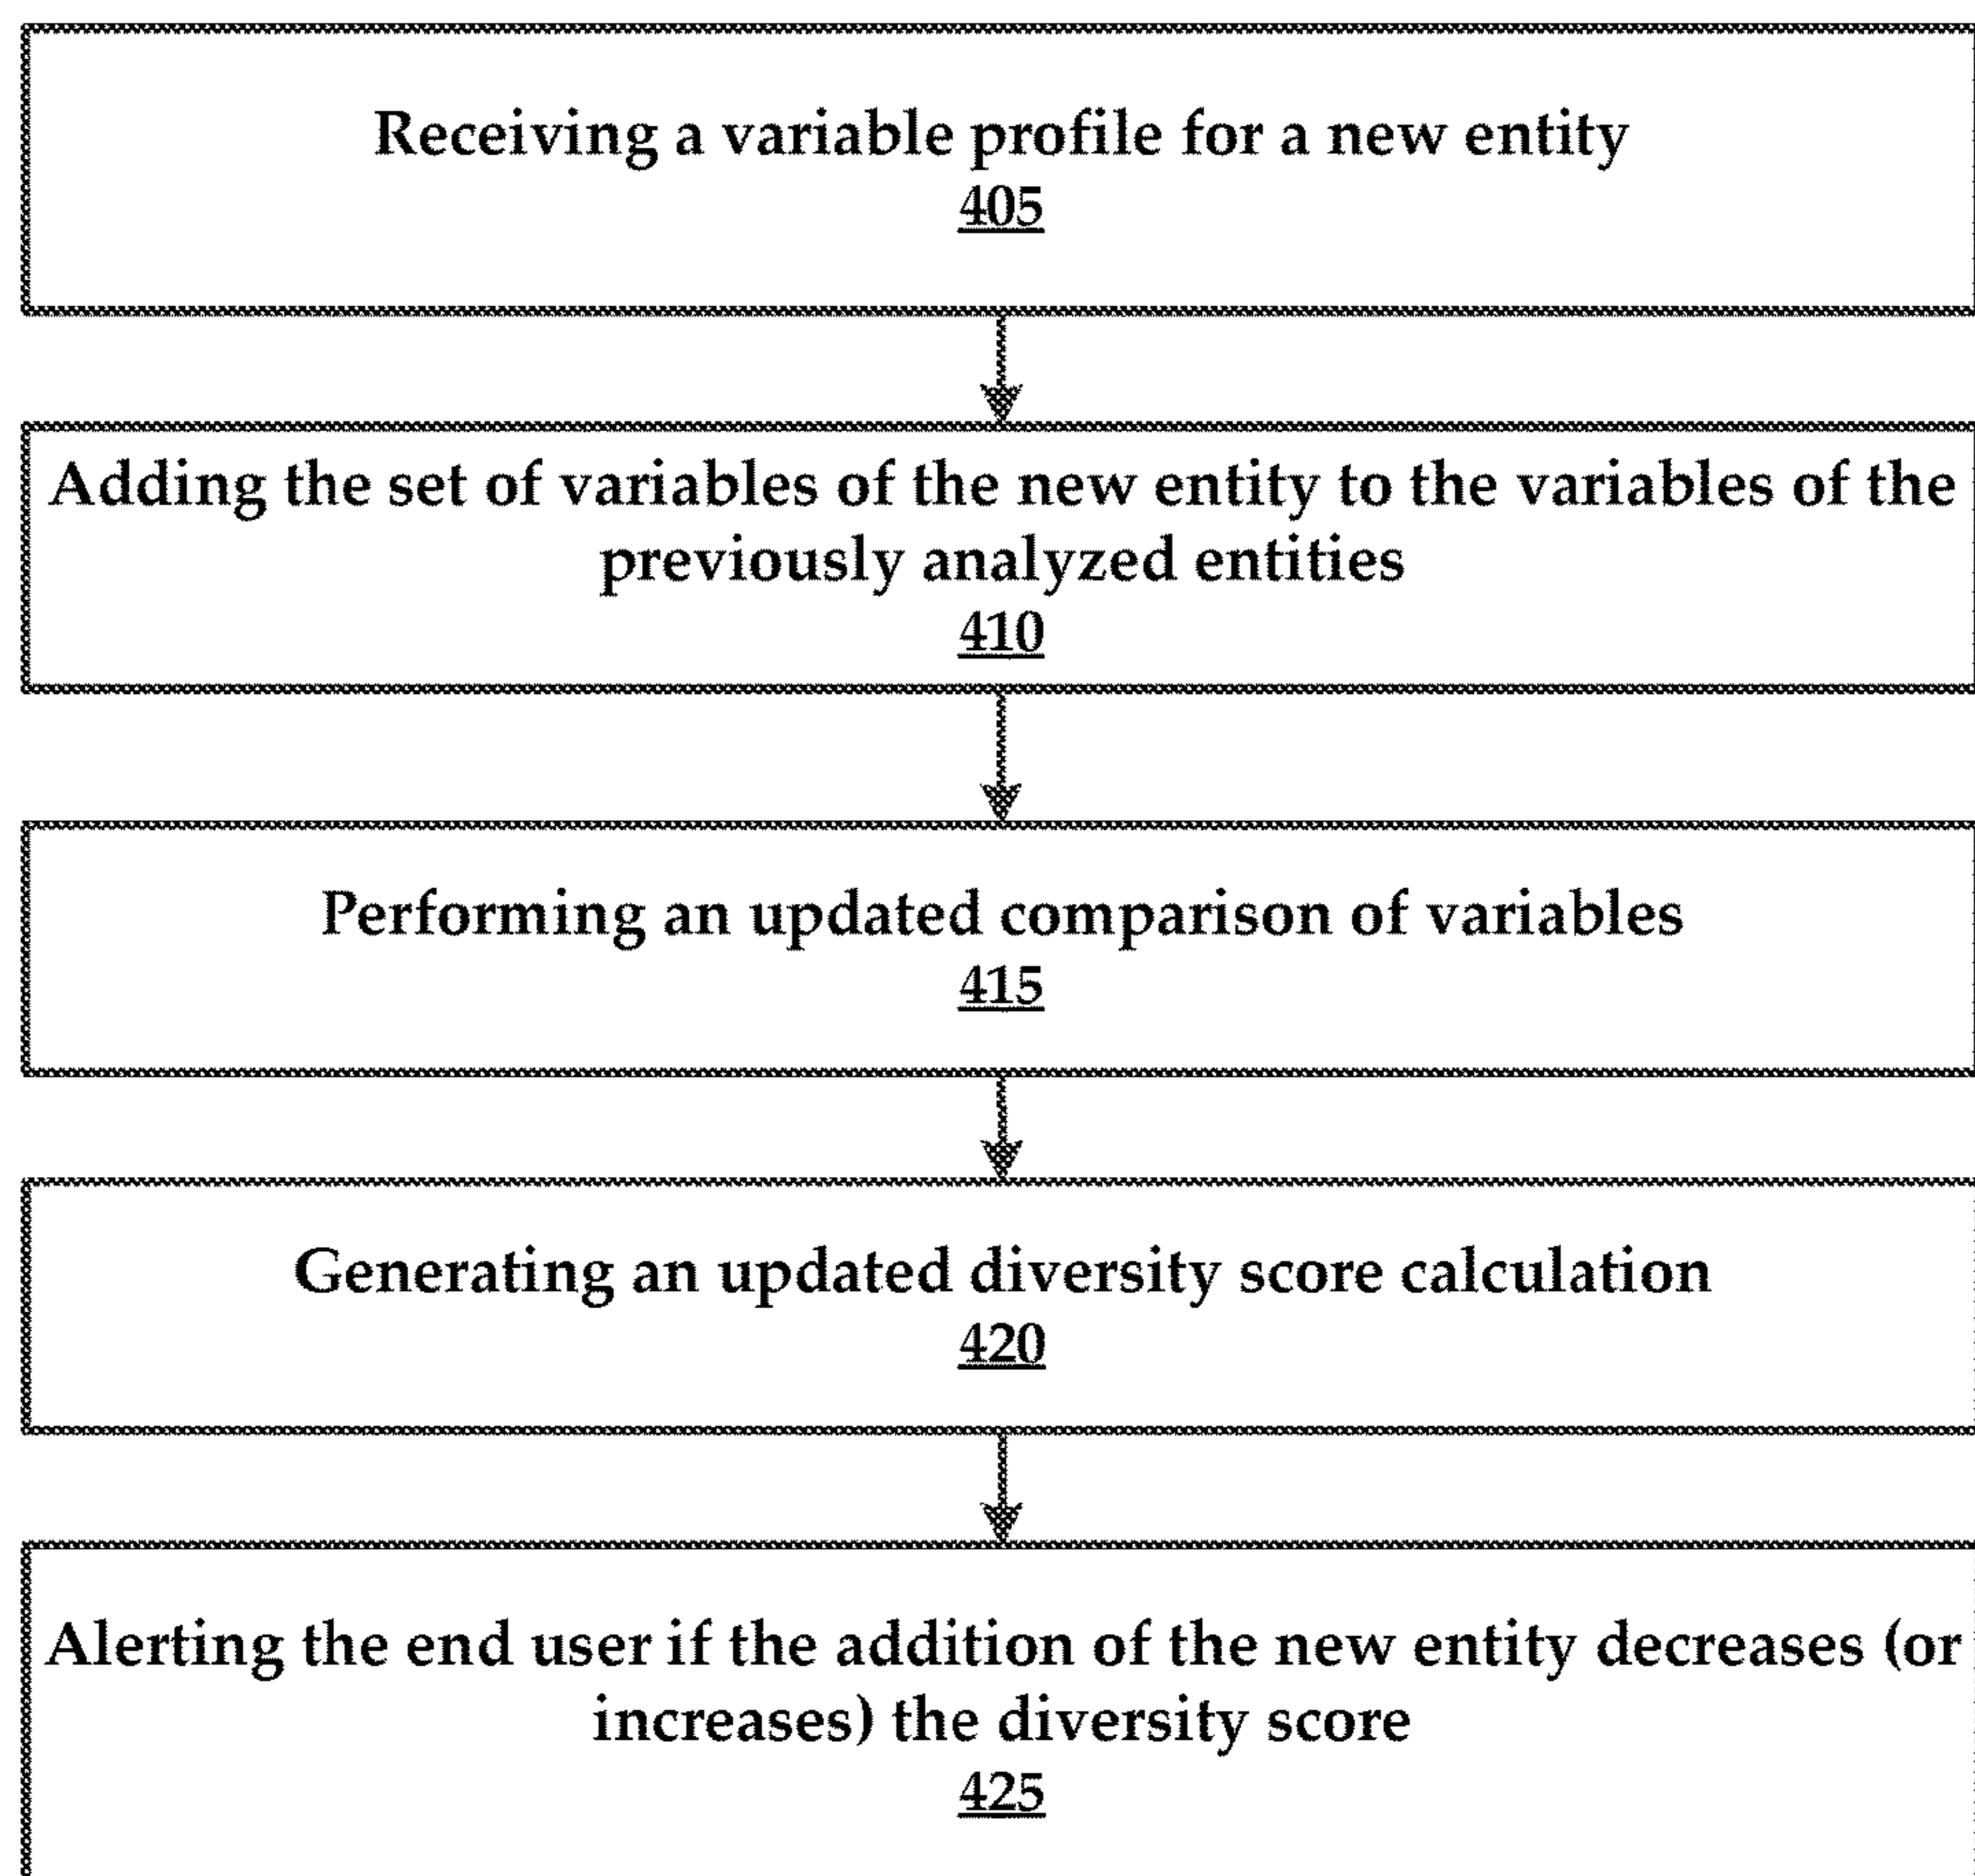 Receiving a variable profile for a new entity
405
Adding the set of variables of the new entity to the variables of the
previously analyzed entities
410
Performing an updated comparison of variables
415
Generating an updated diversity score calculation
420
Alerting the end user if the addition of the new entity decreases (or
increases) the diversity score
425